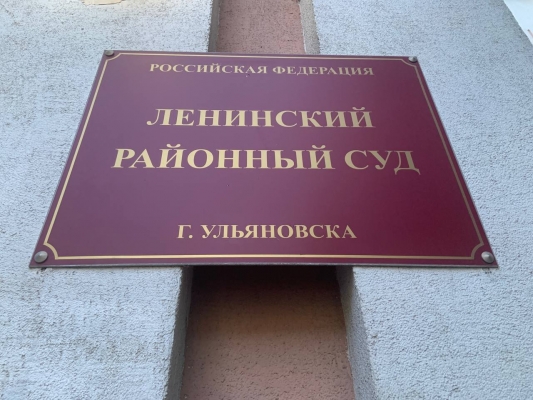 РОССИЙСКАЯ ФЕДЕРАЦИЯ
ЛЕНИНСКИЙ
РАЙОННЫЙ СУД
Г. УЛЬЯНОВСКА